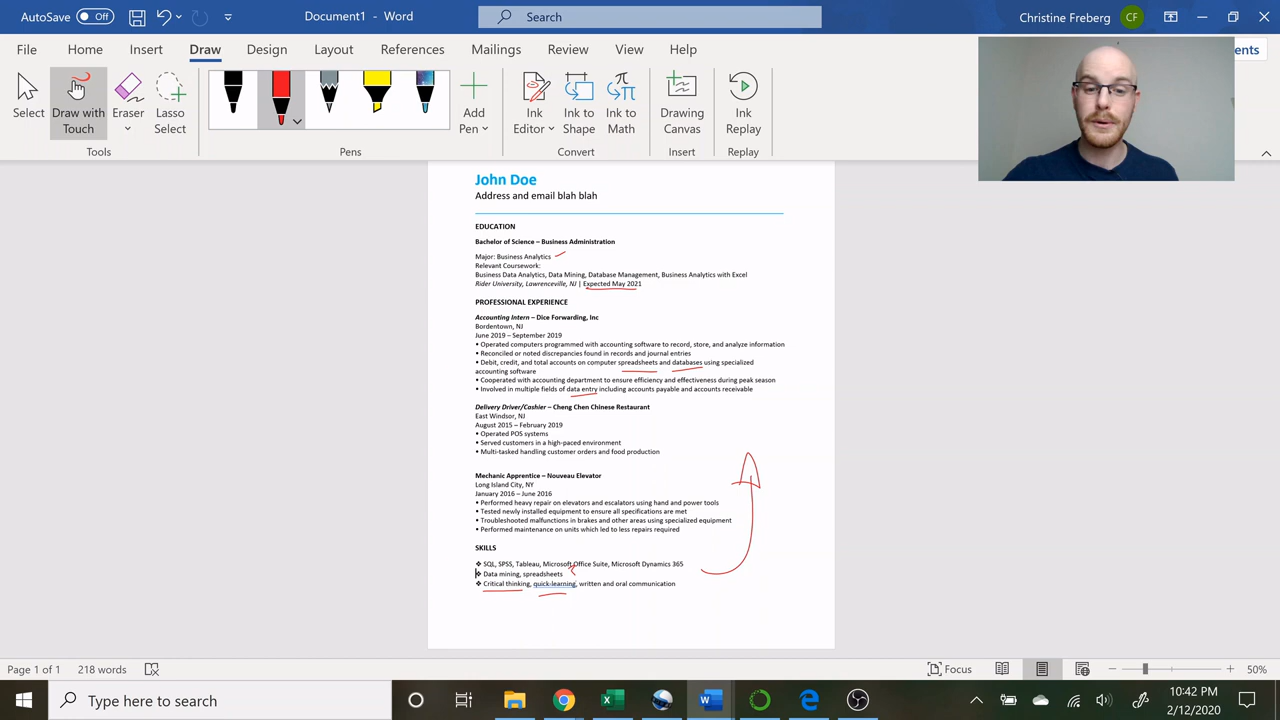 AutoSave Off Document1 - Word Search Christine Freberg CF
File Home Insert Draw Design Layout References Mailings Review View Help ents
Select Draw with Touch Eraser Lasso Select Add Pen Ink Editor Ink to Shape Ink to Math Drawing Canvas Ink Replay
Tools Pens Convert Insert Replay
John Doe
Address and email blah blah
EDUCATION
Bachelor of Science – Business Administration
Major: Business Analytics
Relevant Coursework:
Business Data Analytics, Data Mining, Database Management, Business Analytics with Excel
Rider University, Lawrenceville, NJ | Expected May 2021
PROFESSIONAL EXPERIENCE
Accounting Intern – Dice Forwarding, Inc
Bordentown, NJ
June 2019 – September 2019
• Operated computers programmed with accounting software to record, store, and analyze information
• Reconciled or noted discrepancies found in records and journal entries
• Debit, credit, and total accounts on computer spreadsheets and databases using specialized
accounting software
• Cooperated with accounting department to ensure efficiency and effectiveness during peak season
• Involved in multiple fields of data entry including accounts payable and accounts receivable
Delivery Driver/Cashier – Cheng Chen Chinese Restaurant
East Windsor, NJ
August 2015 – February 2019
• Operated POS systems
• Served customers in a high-paced environment
• Multi-tasked handling customer orders and food production
Mechanic Apprentice – Nouveau Elevator
Long Island City, NY
January 2016 – June 2016
• Performed heavy repair on elevators and escalators using hand and power tools
• Tested newly installed equipment to ensure all specifications are met
• Troubleshooted malfunctions in brakes and other areas using specialized equipment
• Performed maintenance on units which led to less repairs required
SKILLS
❖ SQL, SPSS, Tableau, Microsoft Office Suite, Microsoft Dynamics 365
❖ Data mining, spreadsheets
❖ Critical thinking, quick-learning, written and oral communication
Page 1 of 1 218 words Focus 50%
Type here to search 10:42 PM
2/12/2020